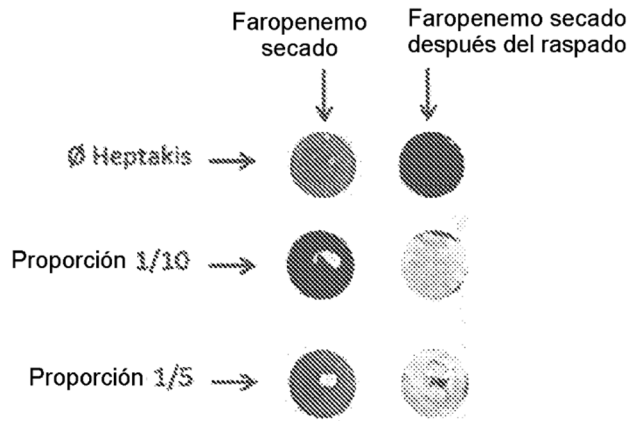 Faropenemo
secado
Faropenemo secado
después del raspado
Ø Heptakis
Proporción 1/10
Proporción 1/5